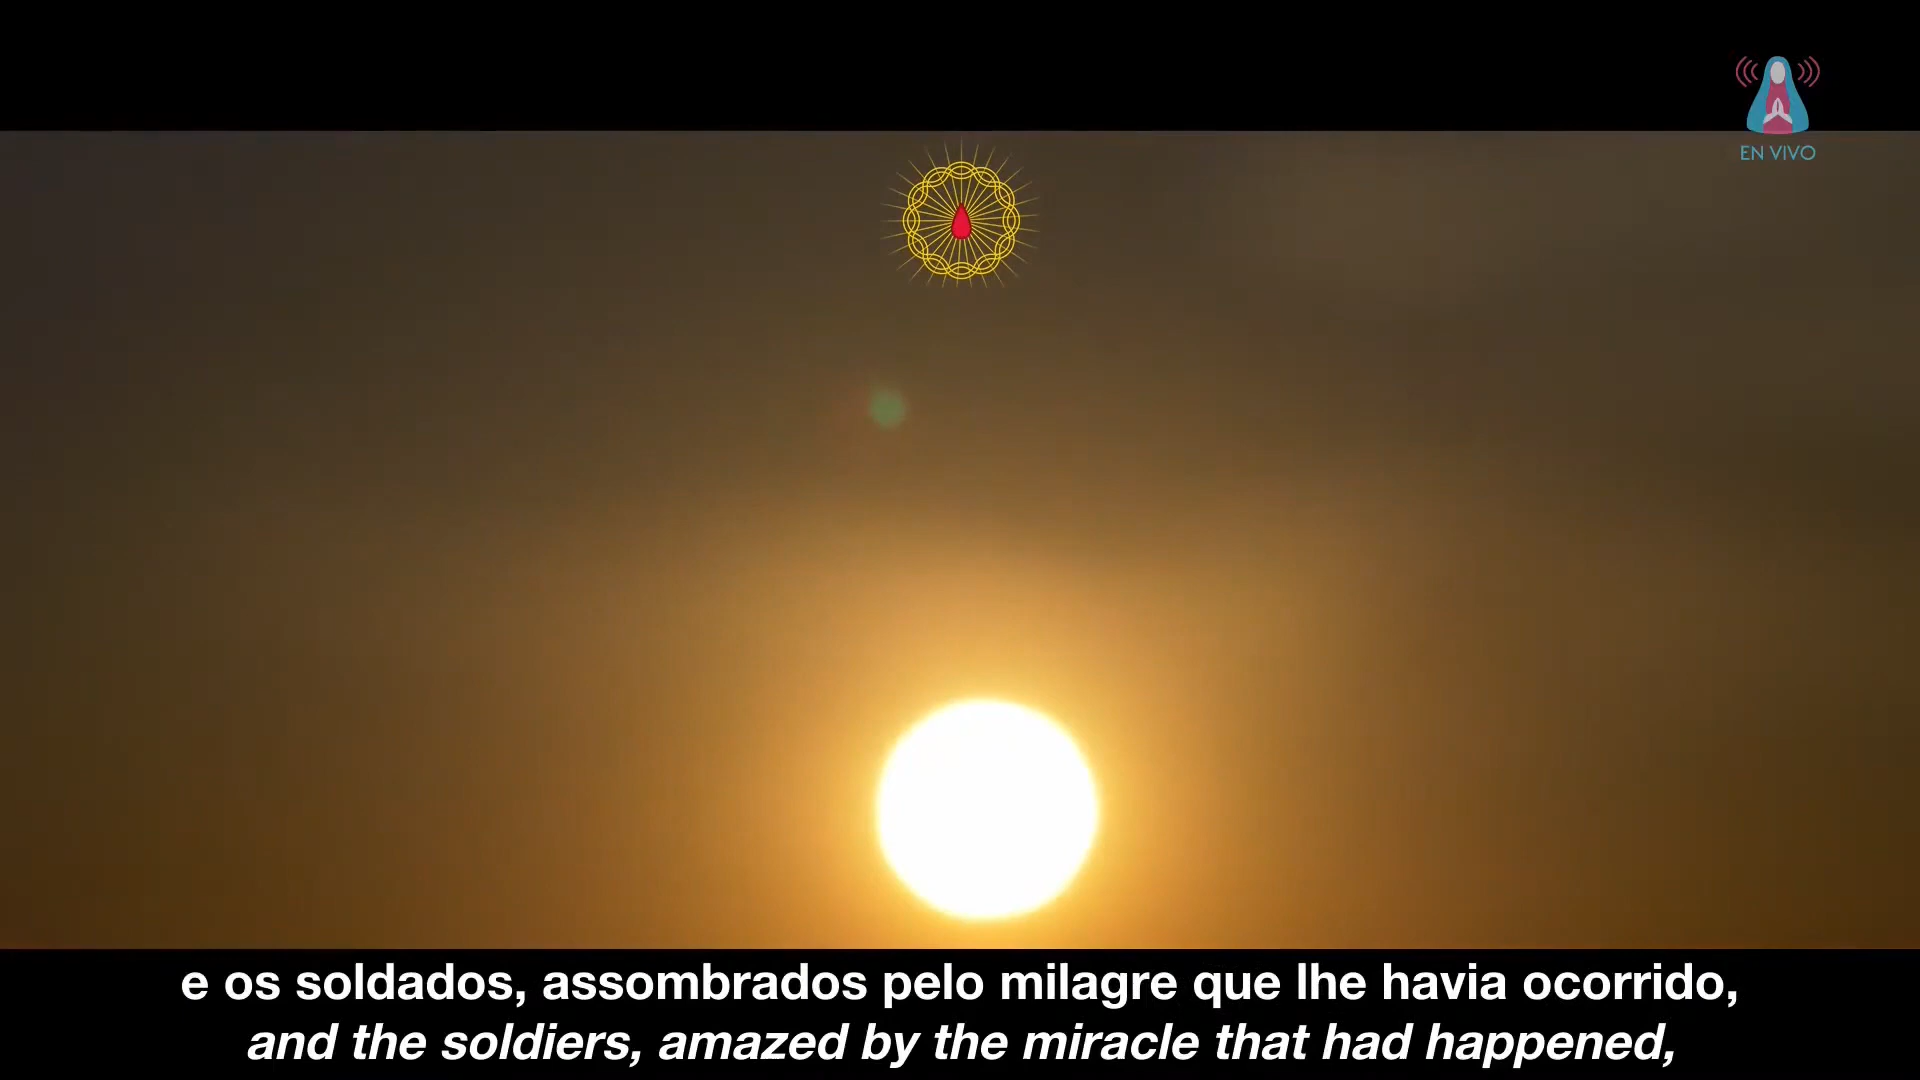 EN VIVO
e os soldados, assombrados pelo milagre que lhe havia ocorrido,
and the soldiers, amazed by the miracle that had happened,